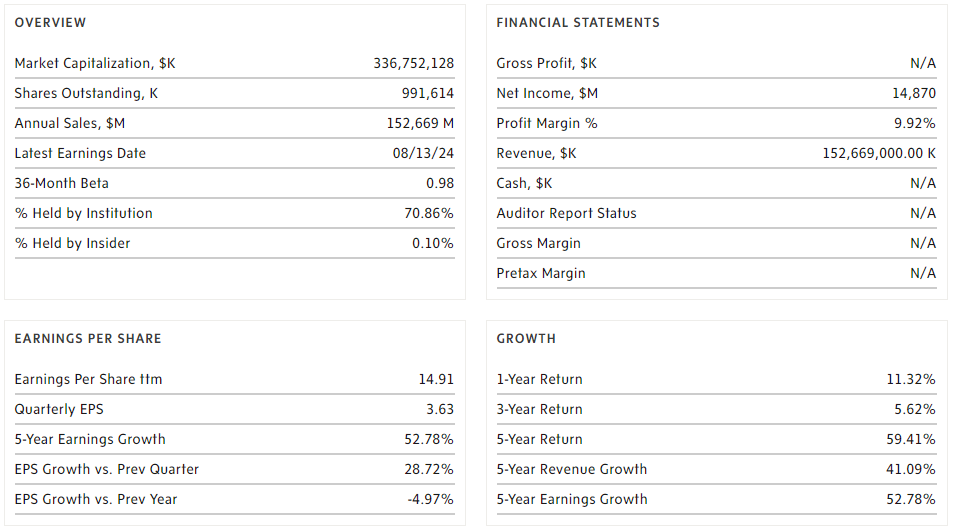 OVERVIEW
Market Capitalization, $K 336,752,128
Shares Outstanding, K 991,614
Annual Sales, $M 152,669 M
Latest Earnings Date 08/13/24
36-Month Beta 0.98
% Held by Institution 70.86%
% Held by Insider 0.10%
FINANCIAL STATEMENTS
Gross Profit, $K N/A
Net Income, $M 14,870
Profit Margin % 9.92%
Revenue, $K 152,669,000.00 K
Cash, $K N/A
Auditor Report Status N/A
Gross Margin N/A
Pretax Margin N/A
EARNINGS PER SHARE
Earnings Per Share ttm 14.91
Quarterly EPS 3.63
5-Year Earnings Growth 52.78%
EPS Growth vs. Prev Quarter 28.72%
EPS Growth vs. Prev Year -4.97%
GROWTH
1-Year Return 11.32%
3-Year Return 5.62%
5-Year Return 59.41%
5-Year Revenue Growth 41.09%
5-Year Earnings Growth 52.78%